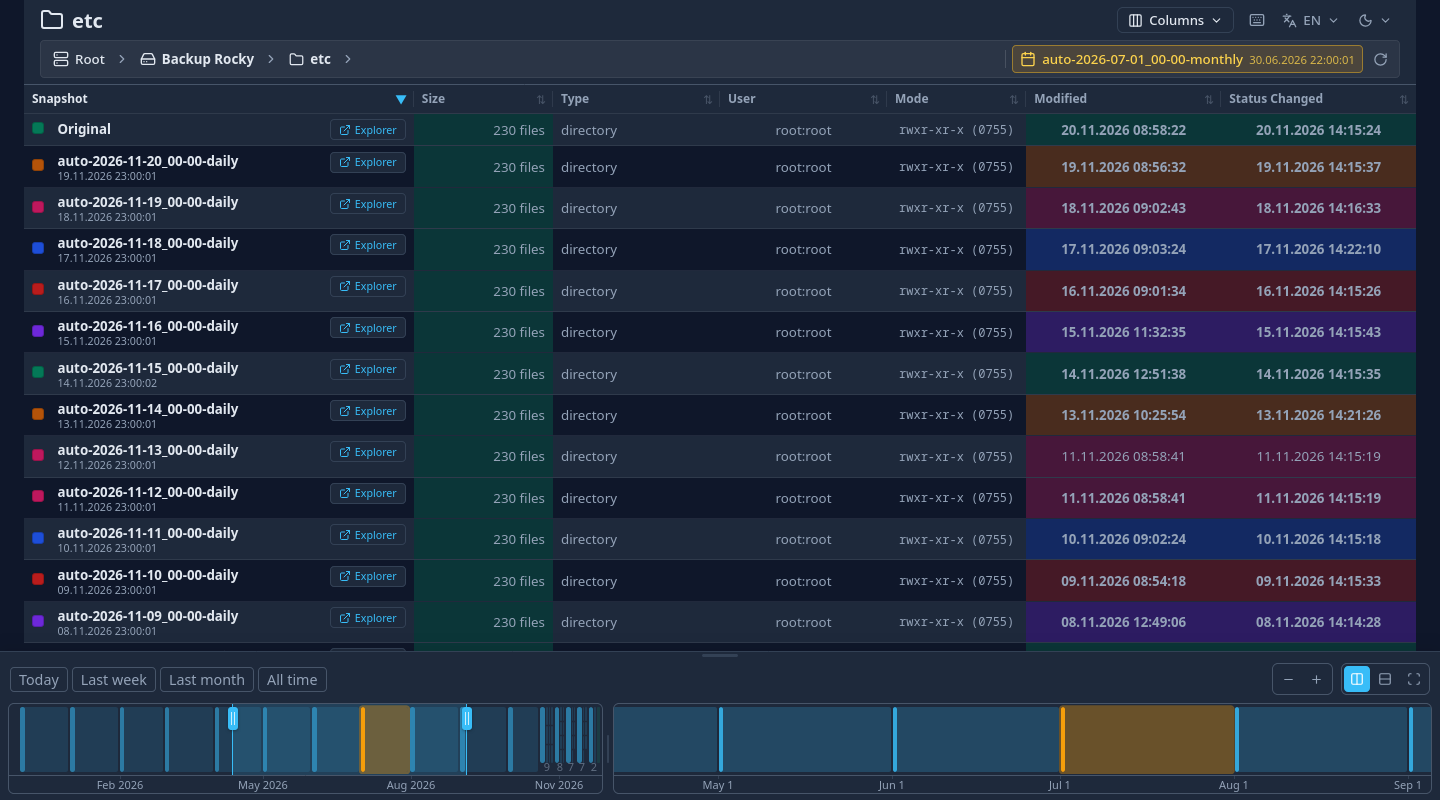 etc
Columns
EN
Root
Backup Rocky
etc
auto-2026-07-01_00-00-monthly 30.06.2026 22:00:01
Snapshot Size Type User Mode Modified Status Changed
Original Explorer 230 files directory root:root rwxr-xr-x (0755) 20.11.2026 08:58:22 20.11.2026 14:15:24
auto-2026-11-20_00-00-daily Explorer 230 files directory root:root rwxr-xr-x (0755) 19.11.2026 08:56:32 19.11.2026 14:15:37
19.11.2026 23:00:01
auto-2026-11-19_00-00-daily Explorer 230 files directory root:root rwxr-xr-x (0755) 18.11.2026 09:02:43 18.11.2026 14:16:33
18.11.2026 23:00:01
auto-2026-11-18_00-00-daily Explorer 230 files directory root:root rwxr-xr-x (0755) 17.11.2026 09:03:24 17.11.2026 14:22:10
17.11.2026 23:00:01
auto-2026-11-17_00-00-daily Explorer 230 files directory root:root rwxr-xr-x (0755) 16.11.2026 09:01:34 16.11.2026 14:15:26
16.11.2026 23:00:01
auto-2026-11-16_00-00-daily Explorer 230 files directory root:root rwxr-xr-x (0755) 15.11.2026 11:32:35 15.11.2026 14:15:43
15.11.2026 23:00:01
auto-2026-11-15_00-00-daily Explorer 230 files directory root:root rwxr-xr-x (0755) 14.11.2026 12:51:38 14.11.2026 14:15:35
14.11.2026 23:00:02
auto-2026-11-14_00-00-daily Explorer 230 files directory root:root rwxr-xr-x (0755) 13.11.2026 10:25:54 13.11.2026 14:21:26
13.11.2026 23:00:01
auto-2026-11-13_00-00-daily Explorer 230 files directory root:root rwxr-xr-x (0755) 11.11.2026 08:58:41 11.11.2026 14:15:19
12.11.2026 23:00:01
auto-2026-11-12_00-00-daily Explorer 230 files directory root:root rwxr-xr-x (0755) 11.11.2026 08:58:41 11.11.2026 14:15:19
11.11.2026 23:00:01
auto-2026-11-11_00-00-daily Explorer 230 files directory root:root rwxr-xr-x (0755) 10.11.2026 09:02:24 10.11.2026 14:15:18
10.11.2026 23:00:01
auto-2026-11-10_00-00-daily Explorer 230 files directory root:root rwxr-xr-x (0755) 09.11.2026 08:54:18 09.11.2026 14:15:33
09.11.2026 23:00:01
auto-2026-11-09_00-00-daily Explorer 230 files directory root:root rwxr-xr-x (0755) 08.11.2026 12:49:06 08.11.2026 14:14:28
08.11.2026 23:00:01
Today Last week Last month All time
9 8 7 7 2
Feb 2026 May 2026 Aug 2026 Nov 2026
May 1 Jun 1 Jul 1 Aug 1 Sep 1